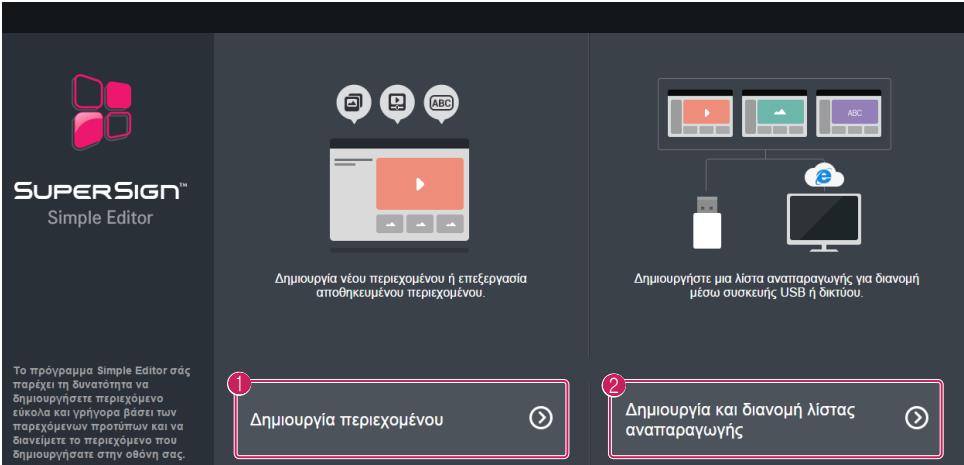 SUPERSIGN™
Simple Editor
Το πρόγραμμα Simple Editor σάς
παρέχει τη δυνατότητα να
δημιουργήσετε περιεχόμενο
εύκολα και γρήγορα βάσει των
παρεχόμενων προτύπων και να
διανείμετε το περιεχόμενο που
δημιουργήσατε στην οθόνη σας.
ABC
Δημιουργία νέου περιεχομένου ή επεξεργασία
αποθηκευμένου περιεχομένου.
1
Δημιουργία περιεχομένου
ABC
Δημιουργήστε μια λίστα αναπαραγωγής για διανομή
μέσω συσκευής USB ή δικτύου.
2
Δημιουργία και διανομή λίστας
αναπαραγωγής